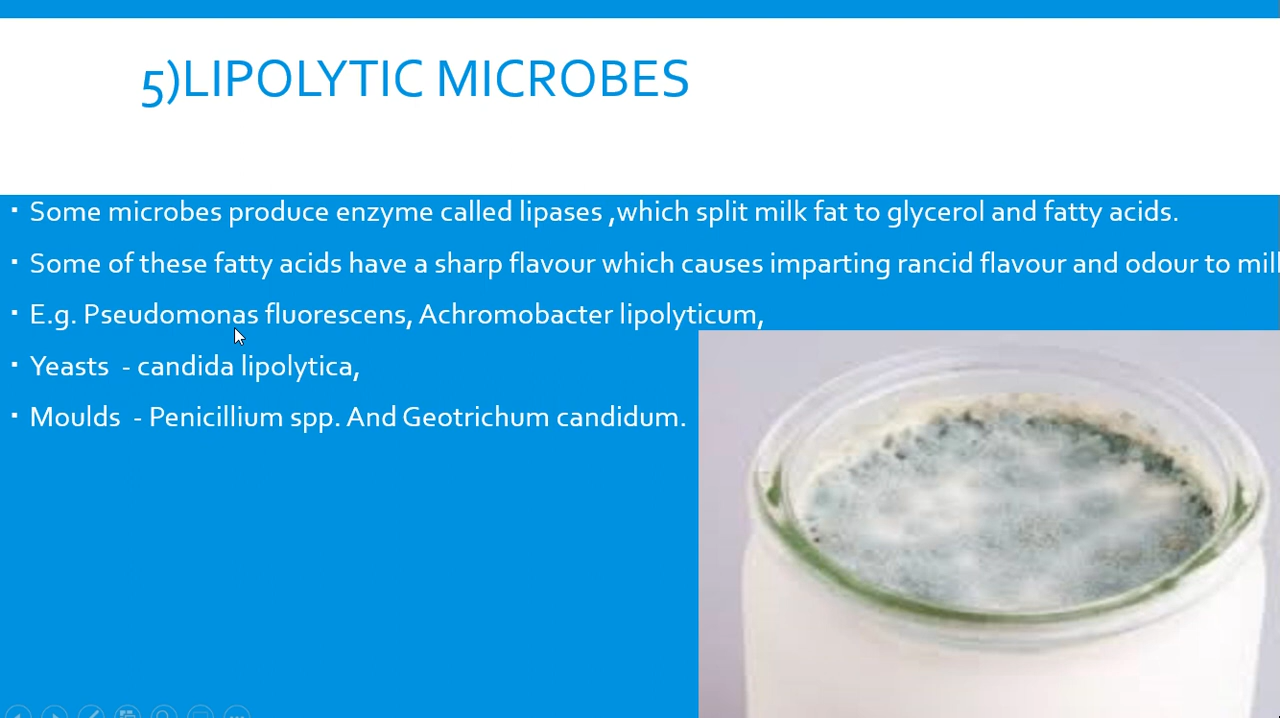 5)LIPOLYTIC MICROBES
▪ Some microbes produce enzyme called lipases ,which split milk fat to glycerol and fatty acids.
▪ Some of these fatty acids have a sharp flavour which causes imparting rancid flavour and odour to mil
▪ E.g. Pseudomonas fluorescens, Achromobacter lipolyticum,
▪ Yeasts - candida lipolytica,
▪ Moulds - Penicillium spp. And Geotrichum candidum.